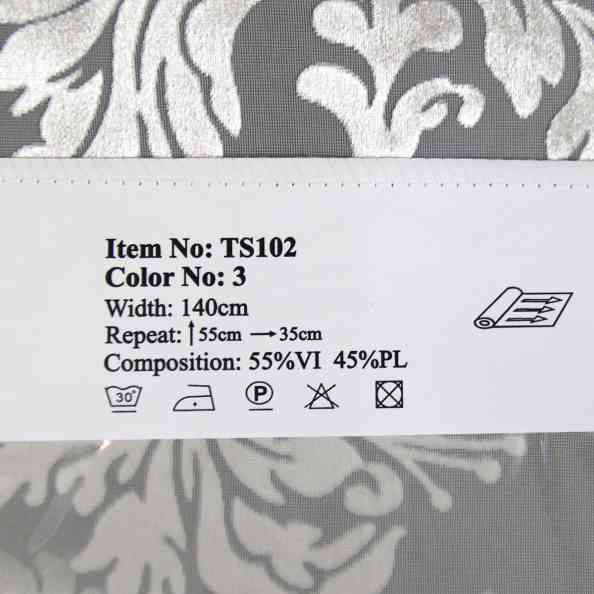 Item No: TS102
Color No: 3
Width: 140cm
Repeat: ↑55cm →35cm
Composition: 55%VI 45%PL
30° P